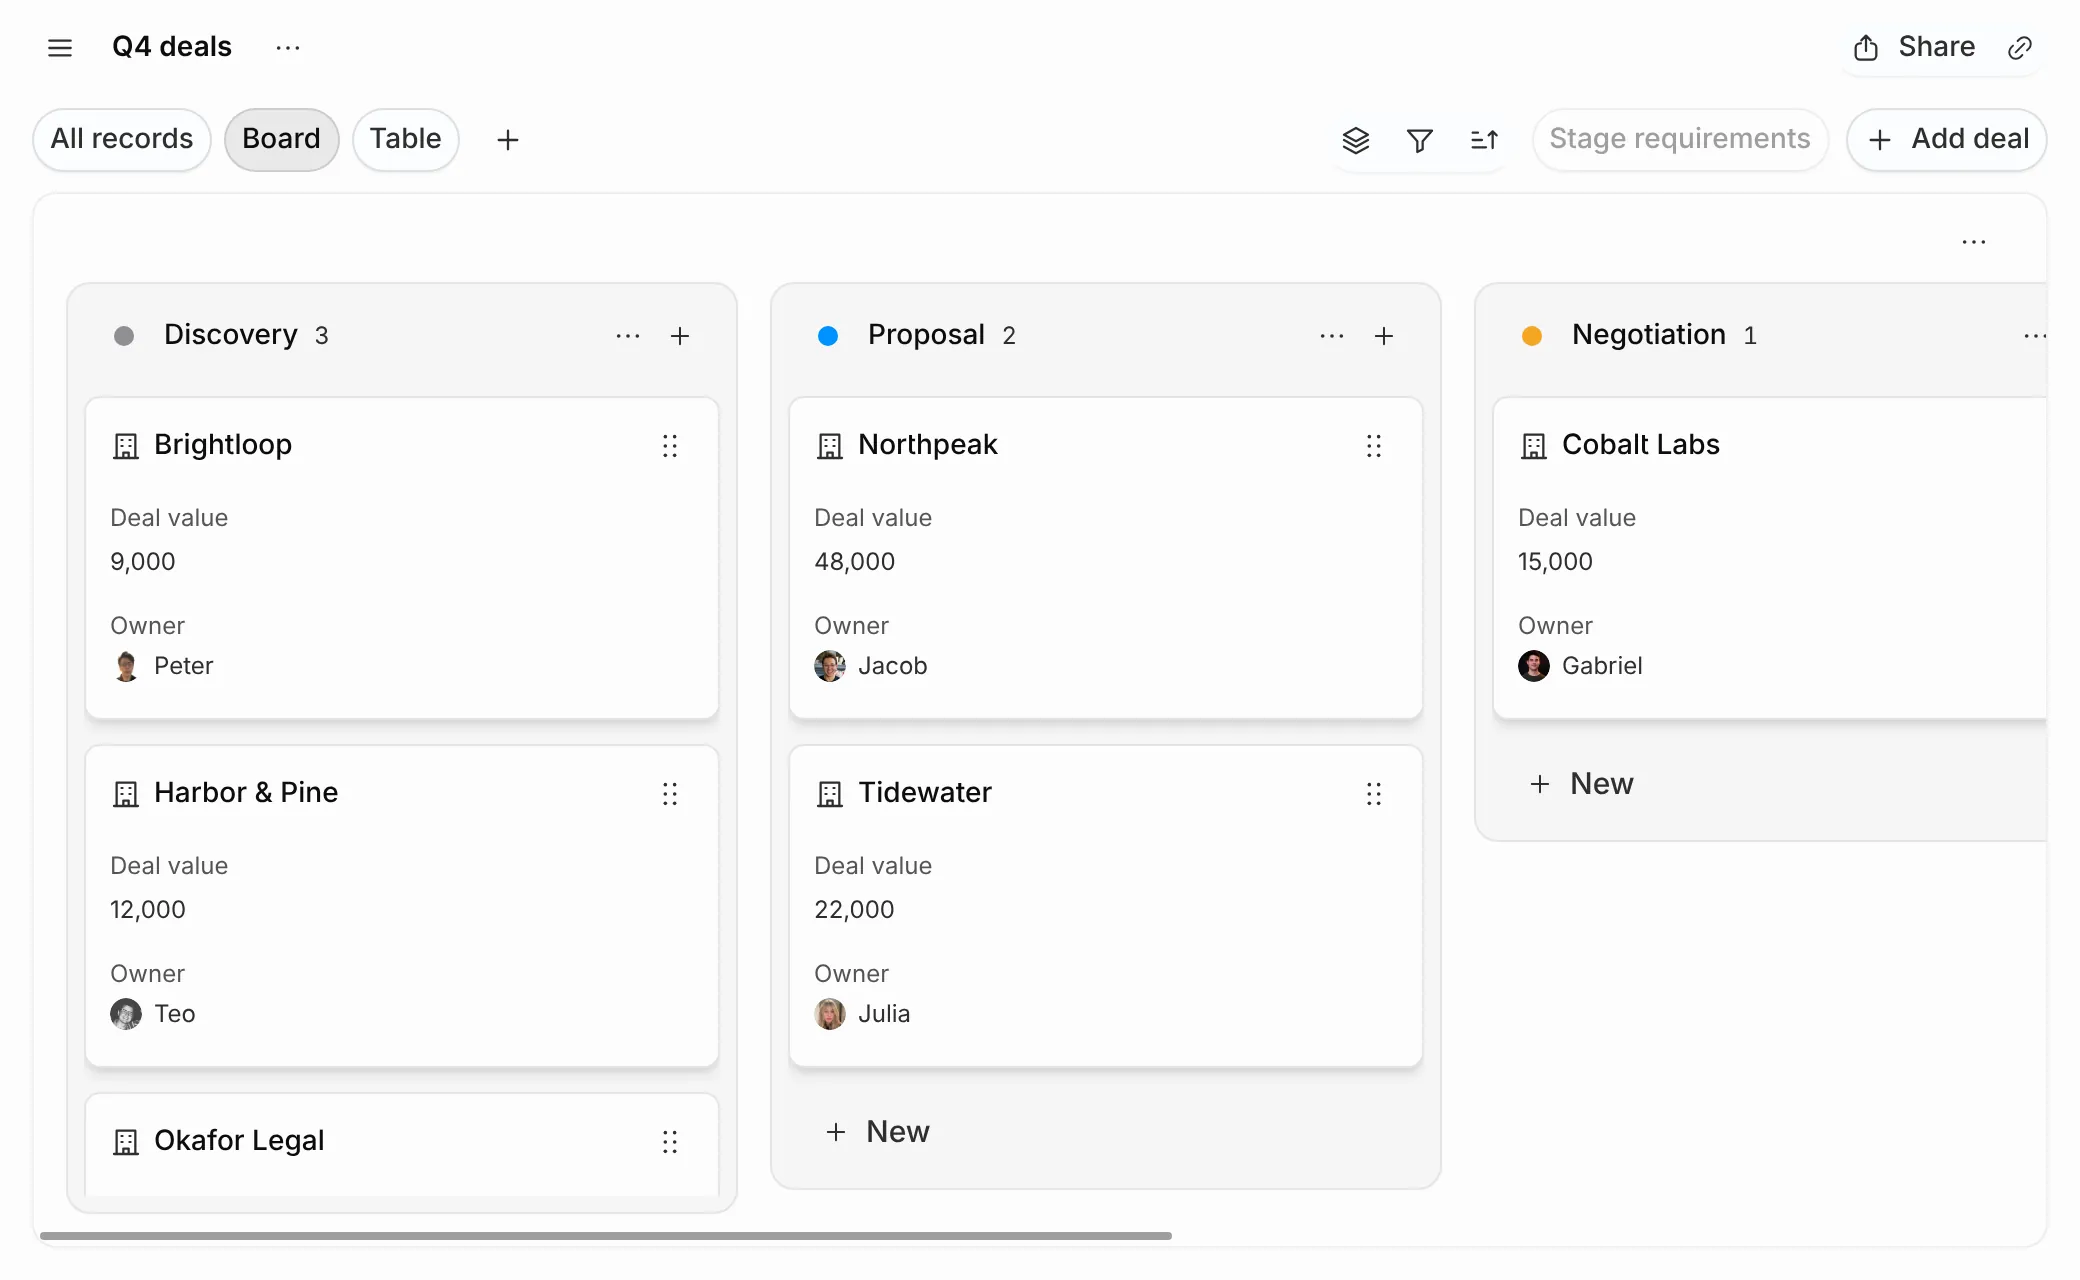 Q4 deals
Share
All records
Board
Table
Stage requirements
Add deal
Discovery 3
Brightloop
Deal value
9,000
Owner
Peter
Harbor & Pine
Deal value
12,000
Owner
Teo
Okafor Legal
Proposal 2
Northpeak
Deal value
48,000
Owner
Jacob
Tidewater
Deal value
22,000
Owner
Julia
New
Negotiation 1
Cobalt Labs
Deal value
15,000
Owner
Gabriel
New